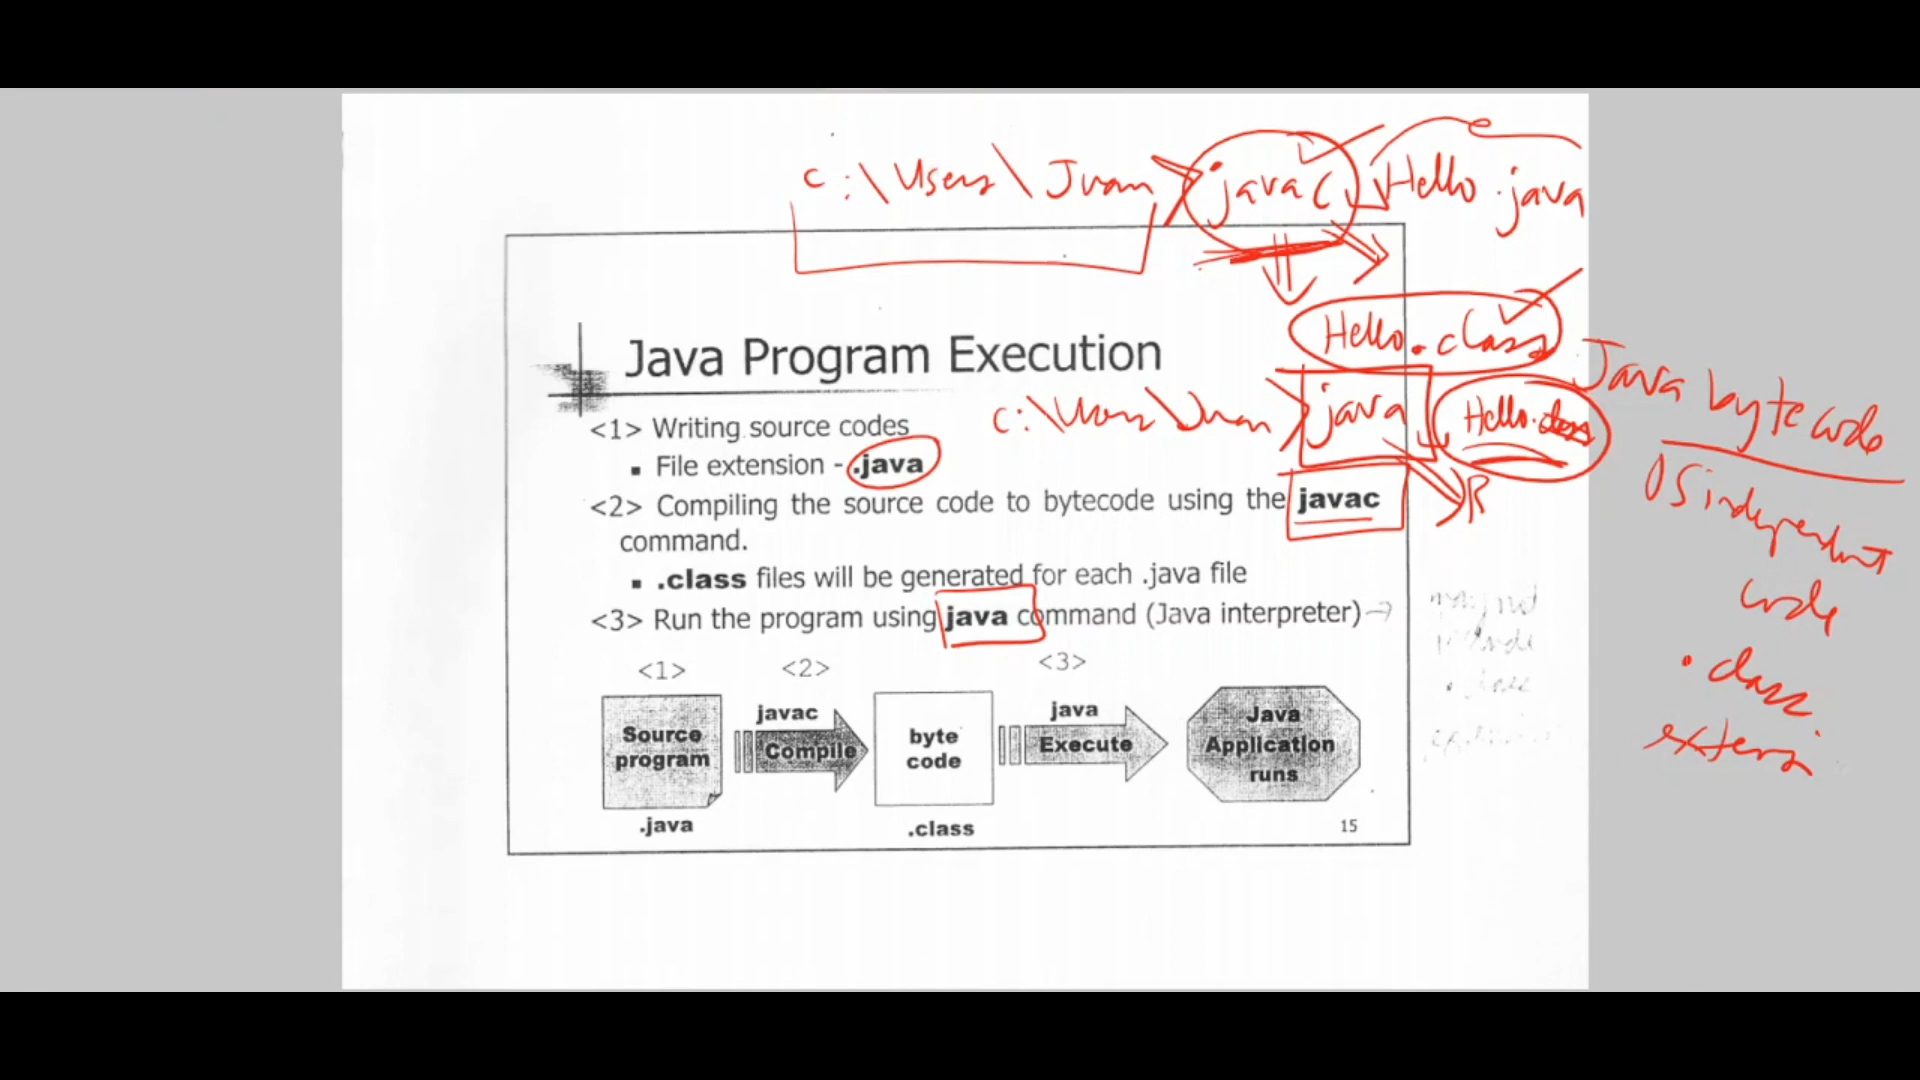 c:\Users\Juan> javac Hello.java
Hello.class
Java Program Execution
c:\Users\Juan> java Hello.class
Java bytecode
<1> Writing source codes
▪ File extension - .java
OS independent
code
.class
<2> Compiling the source code to bytecode using the javac
command.
▪ .class files will be generated for each .java file
<3> Run the program using java command (Java interpreter) →
may not
<1> <2> <3>
javac
java
Source
program
Compile
byte
code
Execute
Java
Application
runs
.java
.class
15